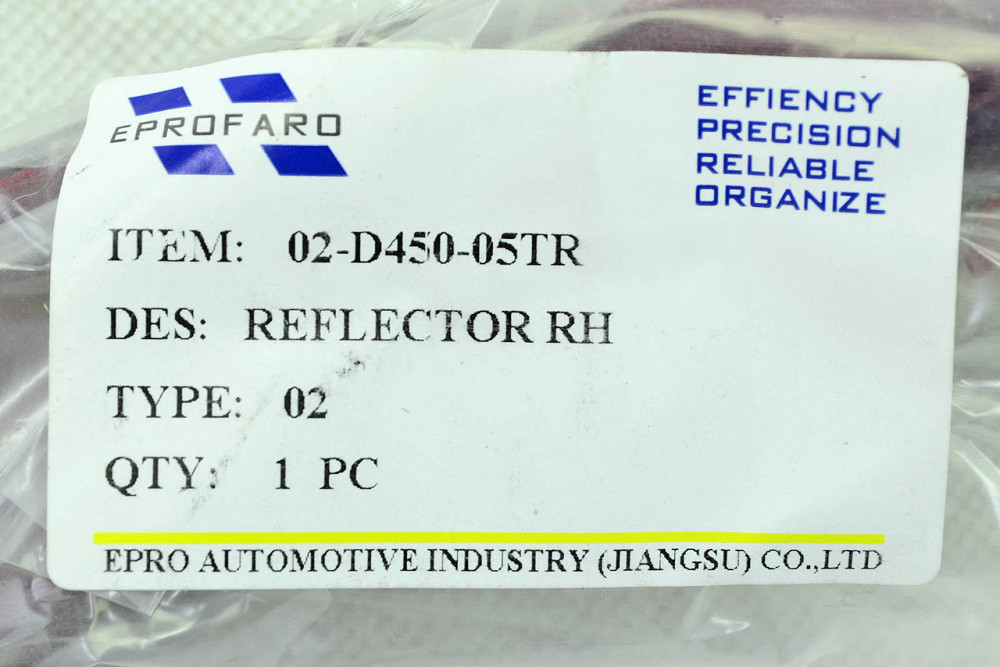 EPROFARO
EFFIENCY
PRECISION
RELIABLE
ORGANIZE
ITEM: 02-D450-05TR
DES: REFLECTOR RH
TYPE: 02
QTY: 1 PC
EPRO AUTOMOTIVE INDUSTRY (JIANGSU) CO.,LTD